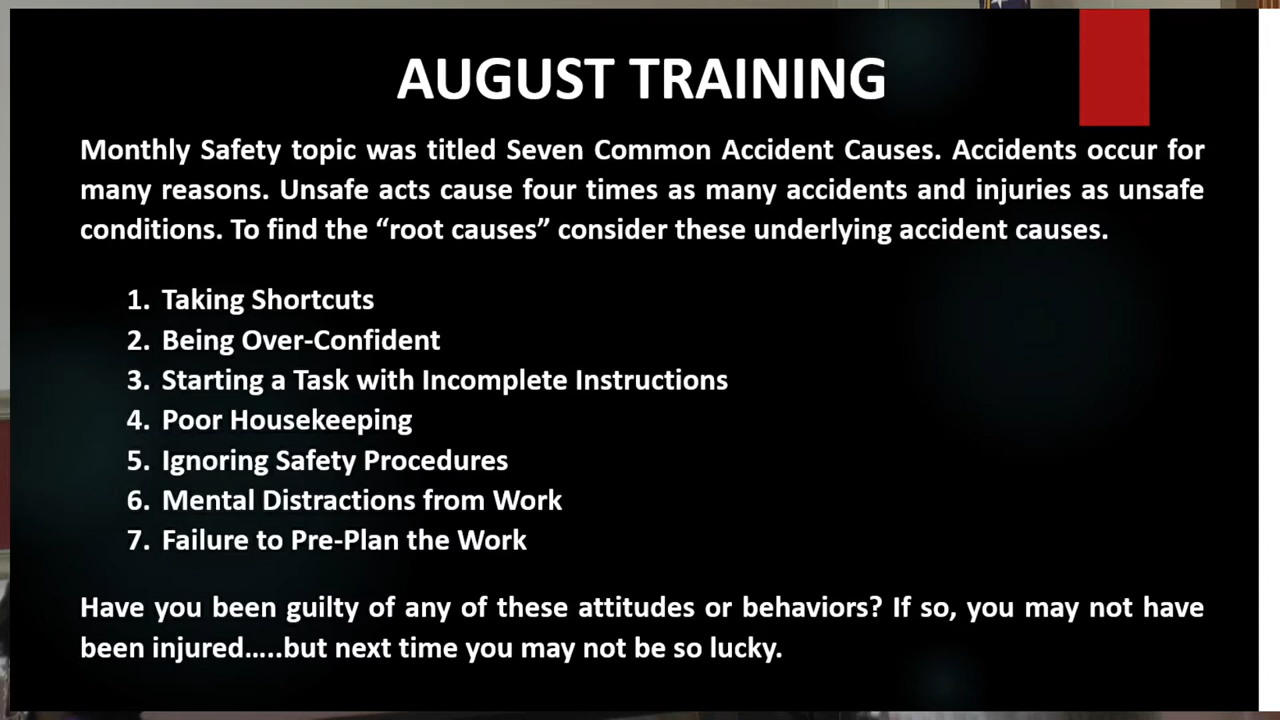 AUGUST TRAINING
Monthly Safety topic was titled Seven Common Accident Causes. Accidents occur for
many reasons. Unsafe acts cause four times as many accidents and injuries as unsafe
conditions. To find the “root causes” consider these underlying accident causes.
1. Taking Shortcuts
2. Being Over-Confident
3. Starting a Task with Incomplete Instructions
4. Poor Housekeeping
5. Ignoring Safety Procedures
6. Mental Distractions from Work
7. Failure to Pre-Plan the Work
Have you been guilty of any of these attitudes or behaviors? If so, you may not have
been injured…..but next time you may not be so lucky.